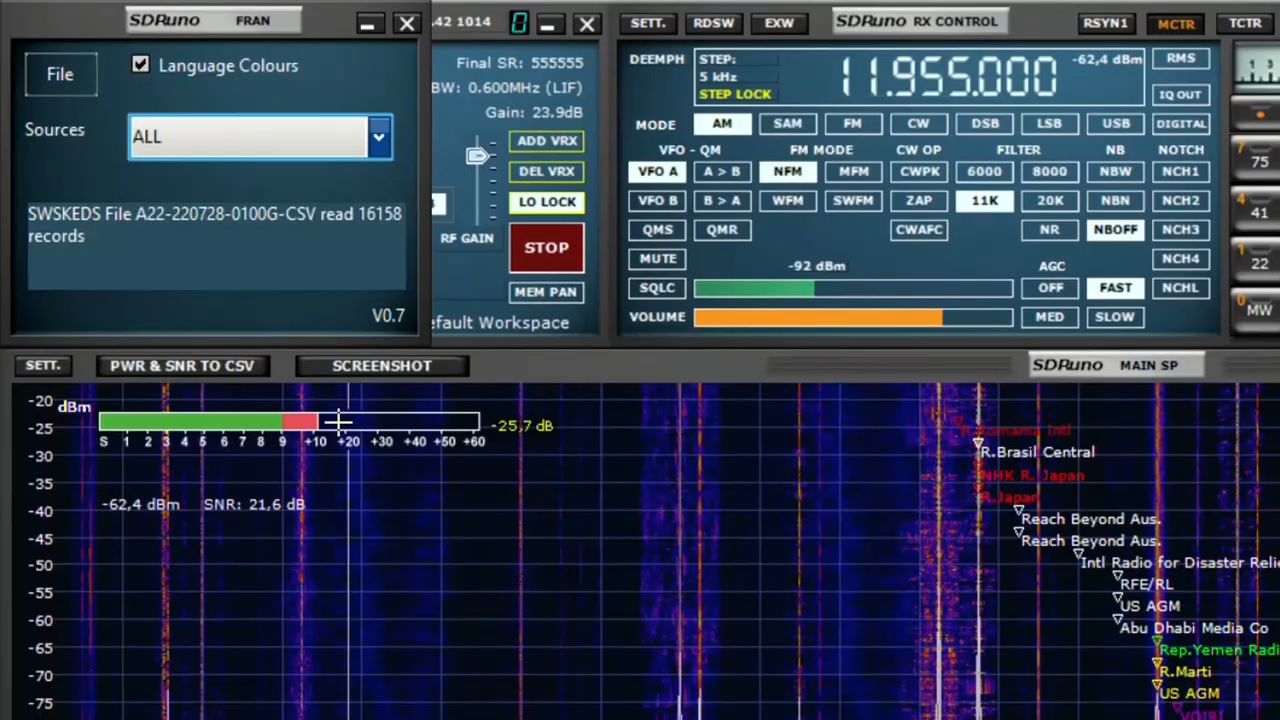 SDRuno FRAN
File
Language Colours
Sources
ALL
SWSKEDS File A22-220728-0100G-CSV read 16158
records
V0.7
.42 1014
Final SR: 555555
BW: 0.600MHz (LIF)
Gain: 23.9dB
ADD VRX
DEL VRX
LO LOCK
RF GAIN
STOP
MEM PAN
efault Workspace
SETT. RDSW EXW SDRuno RX CONTROL RSYN1 MCTR TCTR
DEEMPH STEP: 5 kHz STEP LOCK 11.955.000 -62,4 dBm RMS
IQ OUT
MODE AM SAM FM CW DSB LSB USB DIGITAL
VFO - QM FM MODE CW OP FILTER NB NOTCH
VFO A A > B NFM MFM CWPK 6000 8000 NBW NCH1
VFO B B > A WFM SWFM ZAP 11K 20K NBN NCH2
QMS QMR CWAFC NR NBOFF NCH3
MUTE -92 dBm AGC NCH4
SQLC OFF FAST NCHL
VOLUME MED SLOW
1 3
7 75
4 41
1 22
0 MW
SETT. PWR & SNR TO CSV SCREENSHOT SDRuno MAIN SP
dBm
S 1 2 3 4 5 6 7 8 9 +10 +20 +30 +40 +50 +60
-25,7 dB
-62,4 dBm SNR: 21,6 dB
-20
-25
-30
-35
-40
-45
-50
-55
-60
-65
-70
-75
R.Brasil Central
NHK R. Japan
R.Japan
Reach Beyond Aus.
Reach Beyond Aus.
Intl Radio for Disaster Relie
RFE/RL
US AGM
Abu Dhabi Media Co
Rep.Yemen Radi
R.Marti
US AGM